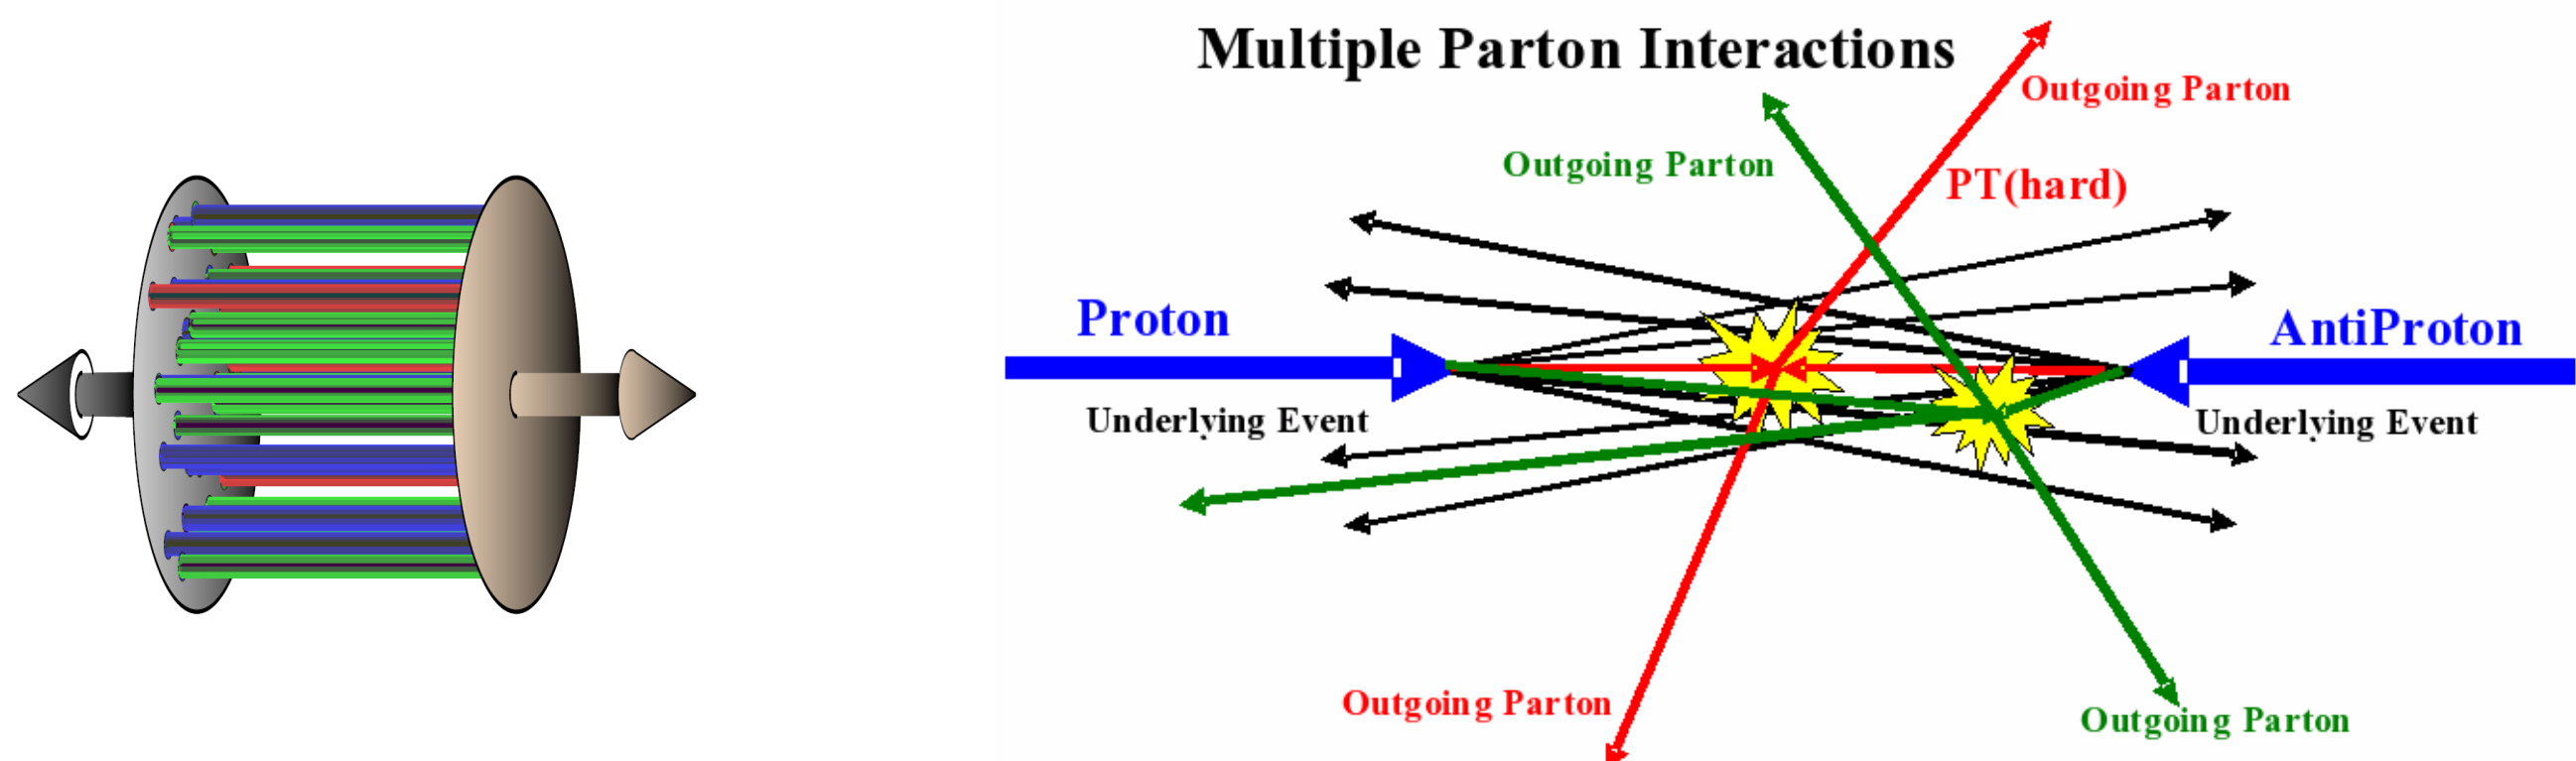 Multiple Parton Interactions
Outgoing Parton
Outgoing Parton
PT(hard)
Proton
AntiProton
Underlying Event
Underlying Event
Outgoing Parton
Outgoing Parton